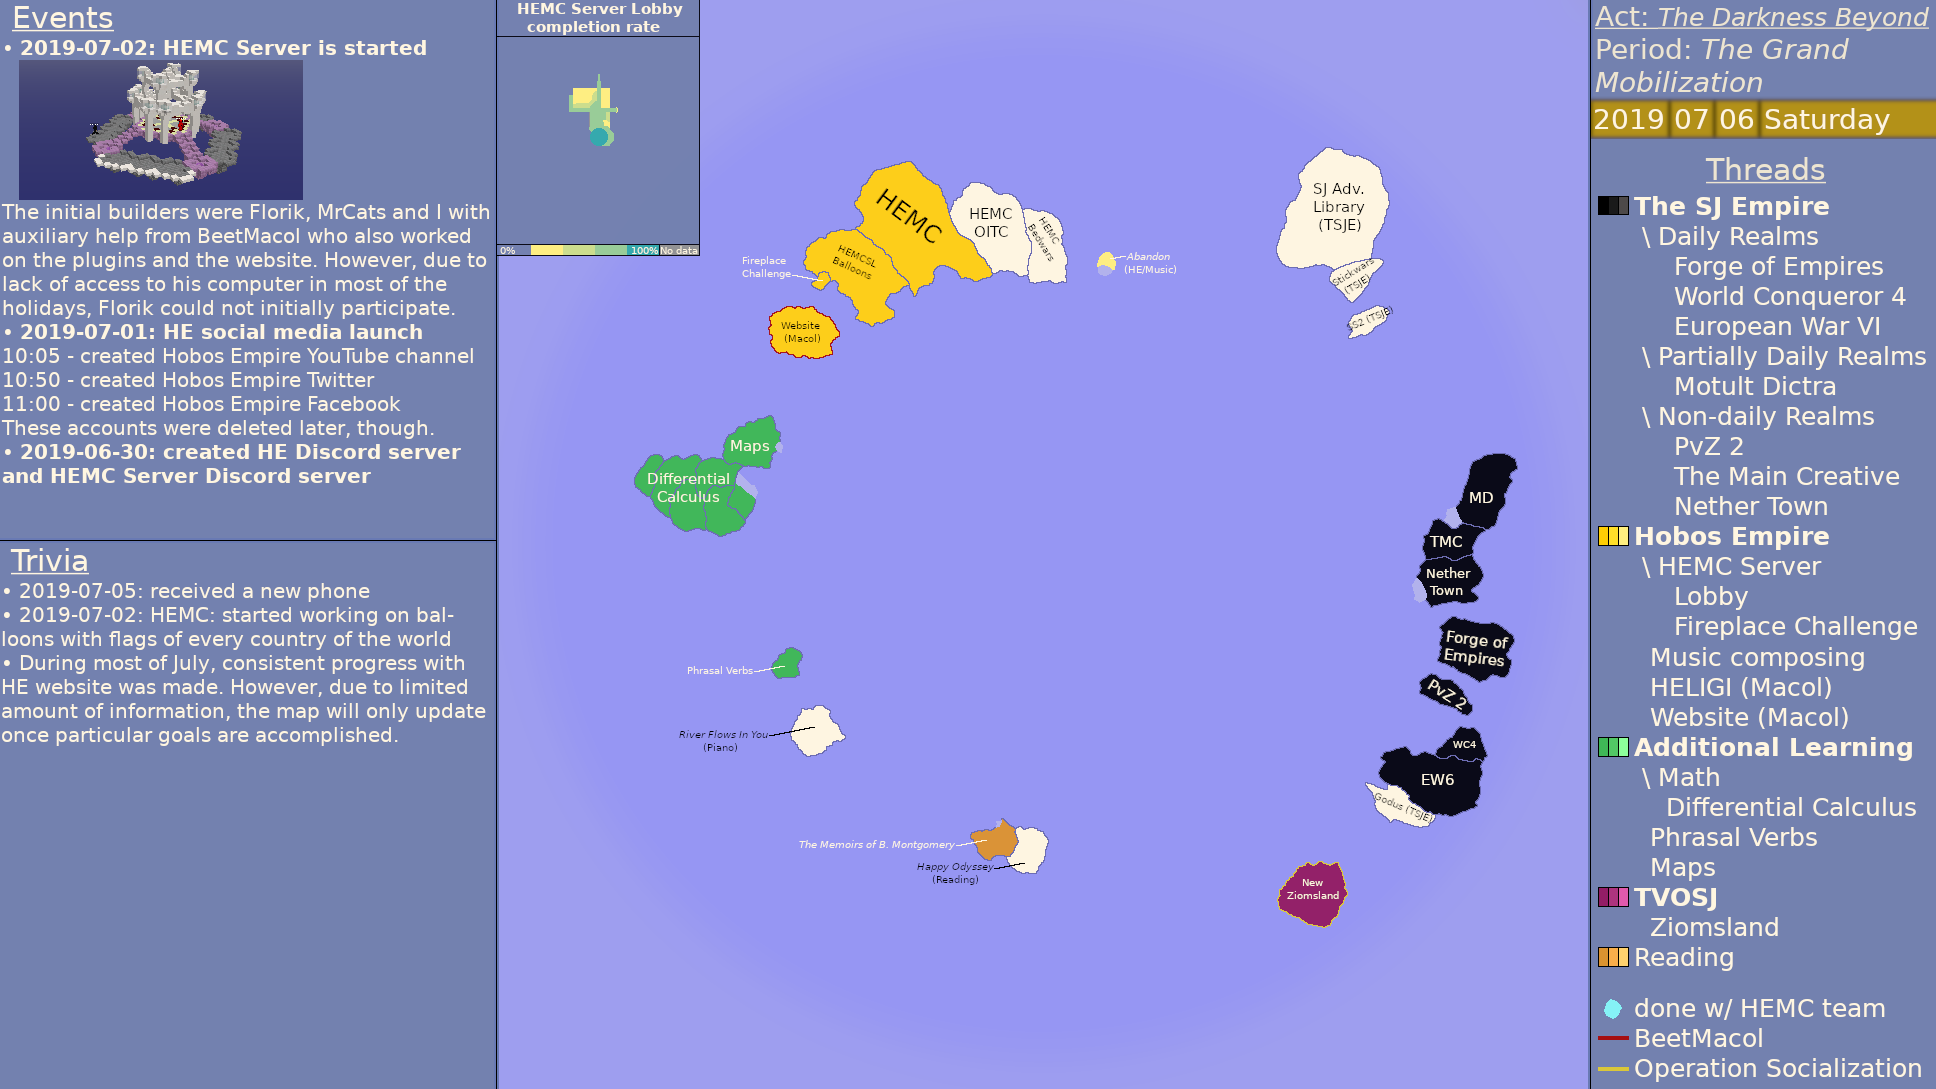 Events
• 2019-07-02: HEMC Server is started
The initial builders were Florik, MrCats and I with
auxiliary help from BeetMacol who also worked
on the plugins and the website. However, due to
lack of access to his computer in most of the
holidays, Florik could not initially participate.
• 2019-07-01: HE social media launch
10:05 - created Hobos Empire YouTube channel
10:50 - created Hobos Empire Twitter
11:00 - created Hobos Empire Facebook
These accounts were deleted later, though.
• 2019-06-30: created HE Discord server
and HEMC Server Discord server
Trivia
• 2019-07-05: received a new phone
• 2019-07-02: HEMC: started working on bal-
loons with flags of every country of the world
• During most of July, consistent progress with
HE website was made. However, due to limited
amount of information, the map will only update
once particular goals are accomplished.
HEMC Server Lobby
completion rate
0%
100%
No data
HEMC
HEMC
OITC
HEMC
Bedwars
HEMCSL
Balloons
Fireplace
Challenge
Website
(Macol)
Abandon
(HE/Music)
SJ Adv.
Library
(TSJE)
Stickwars
(TSJE)
SS2 (TSJE)
Maps
Differential
Calculus
MD
TMC
Nether
Town
Forge of
Empires
PvZ 2
WC4
EW6
Godus (TSJE)
Phrasal Verbs
River Flows In You
(Piano)
The Memoirs of B. Montgomery
Happy Odyssey
(Reading)
New
Ziomsland
Act: The Darkness Beyond
Period: The Grand
Mobilization
2019 07 06 Saturday
Threads
The SJ Empire
\ Daily Realms
Forge of Empires
World Conqueror 4
European War VI
\ Partially Daily Realms
Motult Dictra
\ Non-daily Realms
PvZ 2
The Main Creative
Nether Town
Hobos Empire
\ HEMC Server
Lobby
Fireplace Challenge
Music composing
HELIGI (Macol)
Website (Macol)
Additional Learning
\ Math
Differential Calculus
Phrasal Verbs
Maps
TVOSJ
Ziomsland
Reading
done w/ HEMC team
BeetMacol
Operation Socialization